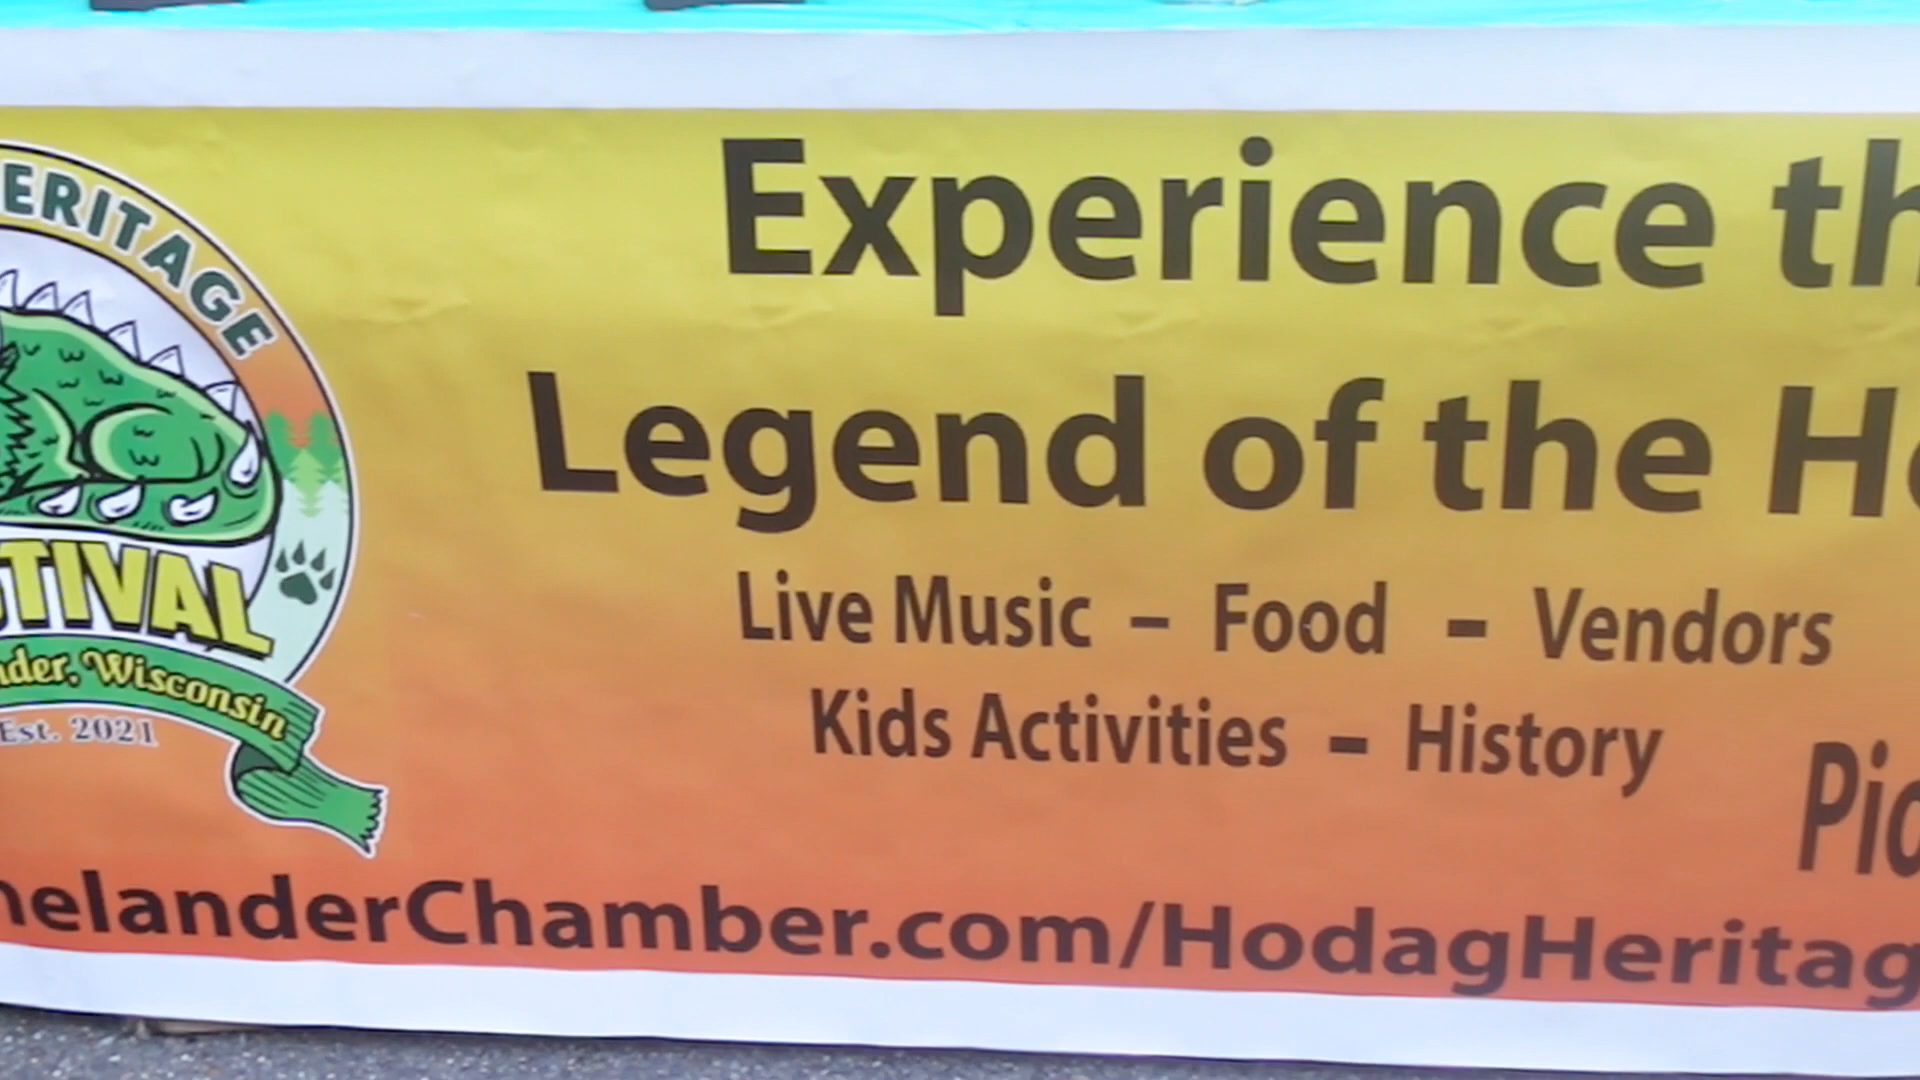 ERITAGE
TIVAL
nder, Wisconsin
Est. 2021
Experience th
Legend of the H
Live Music – Food – Vendors
Kids Activities – History
Pi
nelanderChamber.com/HodagHeritag